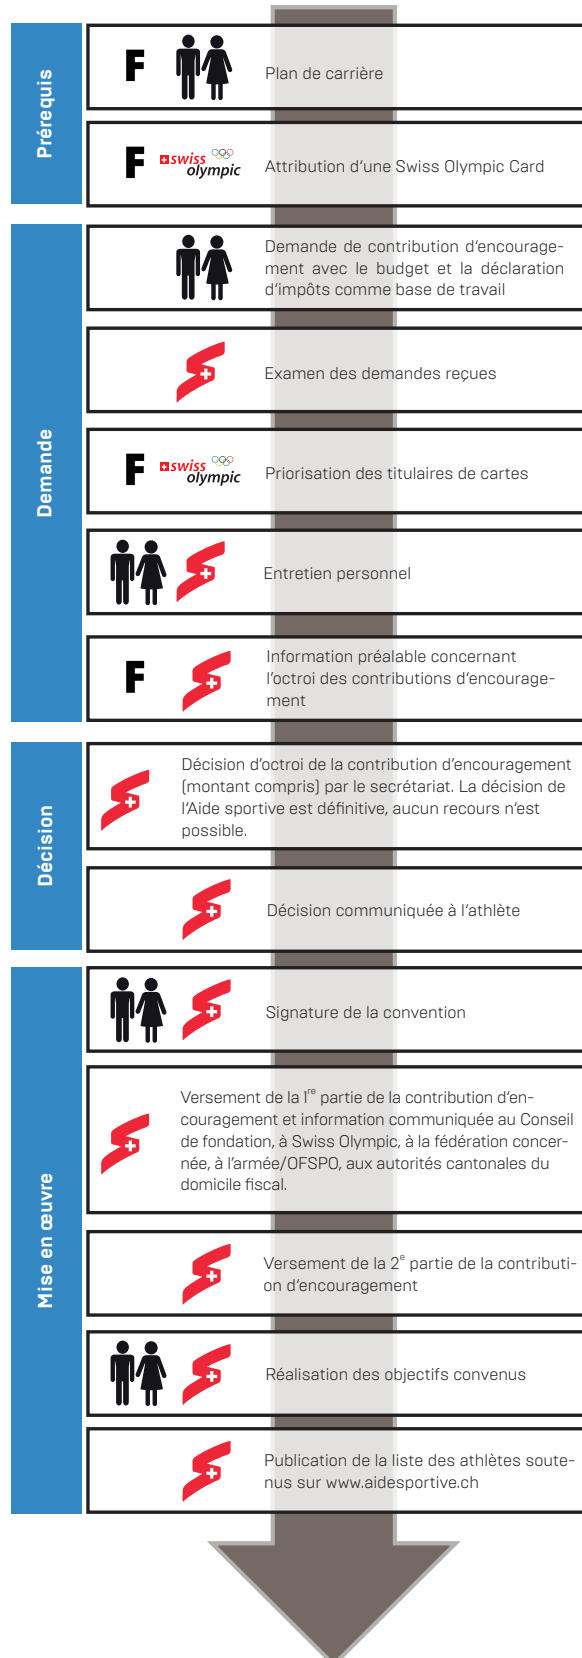 Prérequis
F
Plan de carrière
F
swiss
olympic
Attribution d'une Swiss Olympic Card
Demande
Demande de contribution d'encourage-
ment avec le budget et la déclaration
d'impôts comme base de travail
Examen des demandes reçues
F
swiss
olympic
Priorisation des titulaires de cartes
Entretien personnel
F
Information préalable concernant
l'octroi des contributions d'encourage-
ment
Décision
Décision d'octroi de la contribution d'encouragement
(montant compris) par le secrétariat. La décision de
l'Aide sportive est définitive, aucun recours n'est
possible.
Décision communiquée à l'athlète
Mise en œuvre
Signature de la convention
Versement de la 1re partie de la contribution d'en-
couragement et information communiquée au Conseil
de fondation, à Swiss Olympic, à la fédération concer-
née, à l'armée/OFSPO, aux autorités cantonales du
domicile fiscal.
Versement de la 2e partie de la contributi-
on d'encouragement
Réalisation des objectifs convenus
Publication de la liste des athlètes soute-
nus sur www.aidesportive.ch